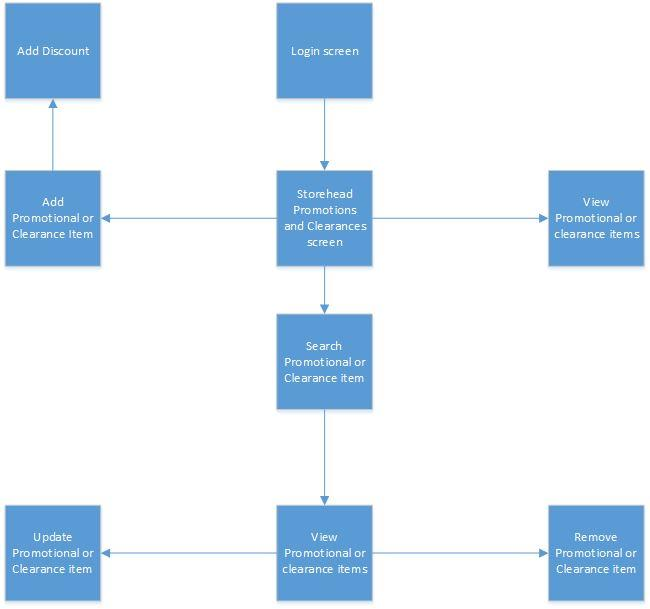 Add Discount
Login screen
Add
Promotional or
Clearance Item
Storehead
Promotions
and Clearances
screen
View
Promotional or
clearance items
Search
Promotional or
Clearance item
Update
Promotional or
Clearance item
View
Promotional or
clearance items
Remove
Promotional or
Clearance item